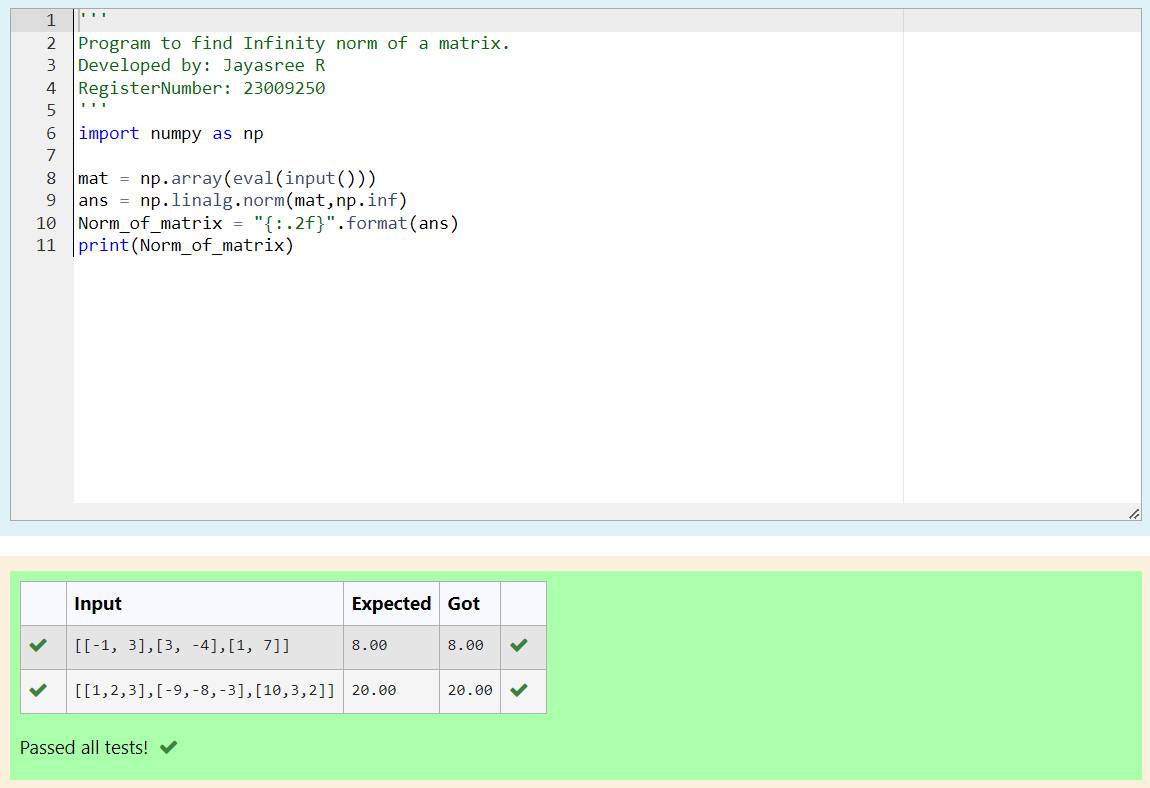 1 '''
2 Program to find Infinity norm of a matrix.
3 Developed by: Jayasree R
4 RegisterNumber: 23009250
5 '''
6 import numpy as np
7
8 mat = np.array(eval(input()))
9 ans = np.linalg.norm(mat,np.inf)
10 Norm_of_matrix = "{:.2f}".format(ans)
11 print(Norm_of_matrix)
Input Expected Got
[[-1, 3],[3, -4],[1, 7]] 8.00 8.00
[[1,2,3],[-9,-8,-3],[10,3,2]] 20.00 20.00
Passed all tests!